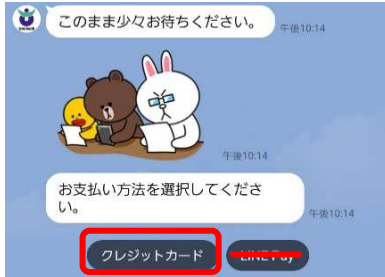 このまま少々お待ちください。
午後10:14
午後10:14
お支払い方法を選択してくださ
い。
午後10:14
クレジットカード
LINE Pay